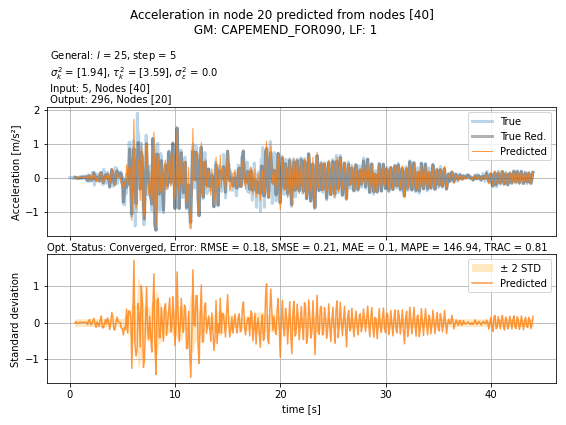 Acceleration in node 20 predicted from nodes [40]
GM: CAPEMEND_FOR090, LF: 1
General: l = 25, step = 5
σ²ₖ = [1.94], τ²ₖ = [3.59], σ²ε = 0.0
Input: 5, Nodes [40]
Output: 296, Nodes [20]
Acceleration [m/s²]
2
1
0
−1
True
True Red.
Predicted
Opt. Status: Converged, Error: RMSE = 0.18, SMSE = 0.21, MAE = 0.1, MAPE = 146.94, TRAC = 0.81
Standard deviation
1
0
−1
± 2 STD
Predicted
0 10 20 30 40
time [s]